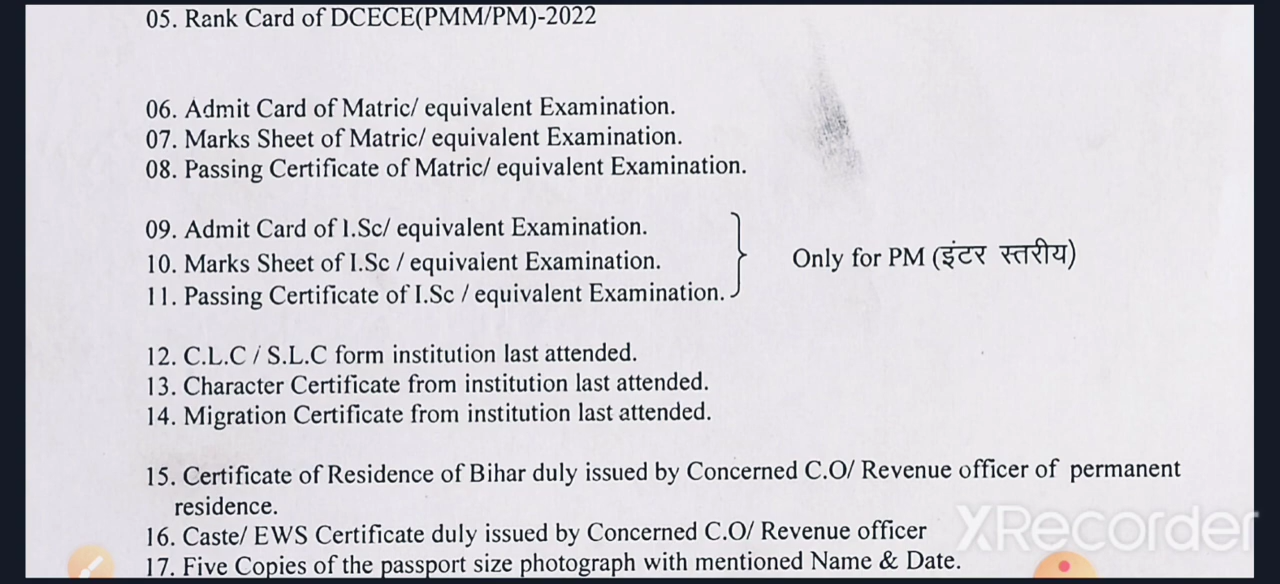 05. Rank Card of DCECE(PMM/PM)-2022
06. Admit Card of Matric/ equivalent Examination.
07. Marks Sheet of Matric/ equivalent Examination.
08. Passing Certificate of Matric/ equivalent Examination.
09. Admit Card of I.Sc/ equivalent Examination.
10. Marks Sheet of I.Sc / equivalent Examination.
11. Passing Certificate of I.Sc / equivalent Examination.
Only for PM (इंटर स्तरीय)
12. C.L.C / S.L.C form institution last attended.
13. Character Certificate from institution last attended.
14. Migration Certificate from institution last attended.
15. Certificate of Residence of Bihar duly issued by Concerned C.O/ Revenue officer of permanent
residence.
16. Caste/ EWS Certificate duly issued by Concerned C.O/ Revenue officer
17. Five Copies of the passport size photograph with mentioned Name & Date.
XRecorder